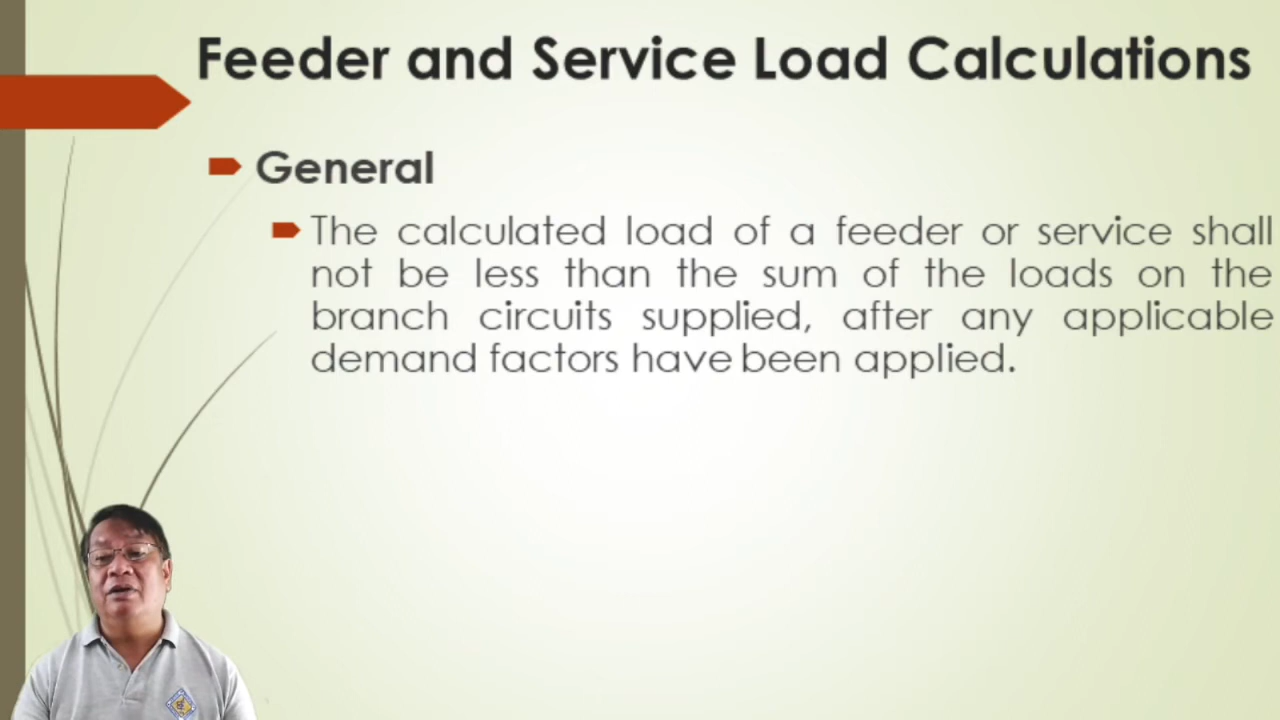 Feeder and Service Load Calculations
General
The calculated load of a feeder or service shall
not be less than the sum of the loads on the
branch circuits supplied, after any applicable
demand factors have been applied.